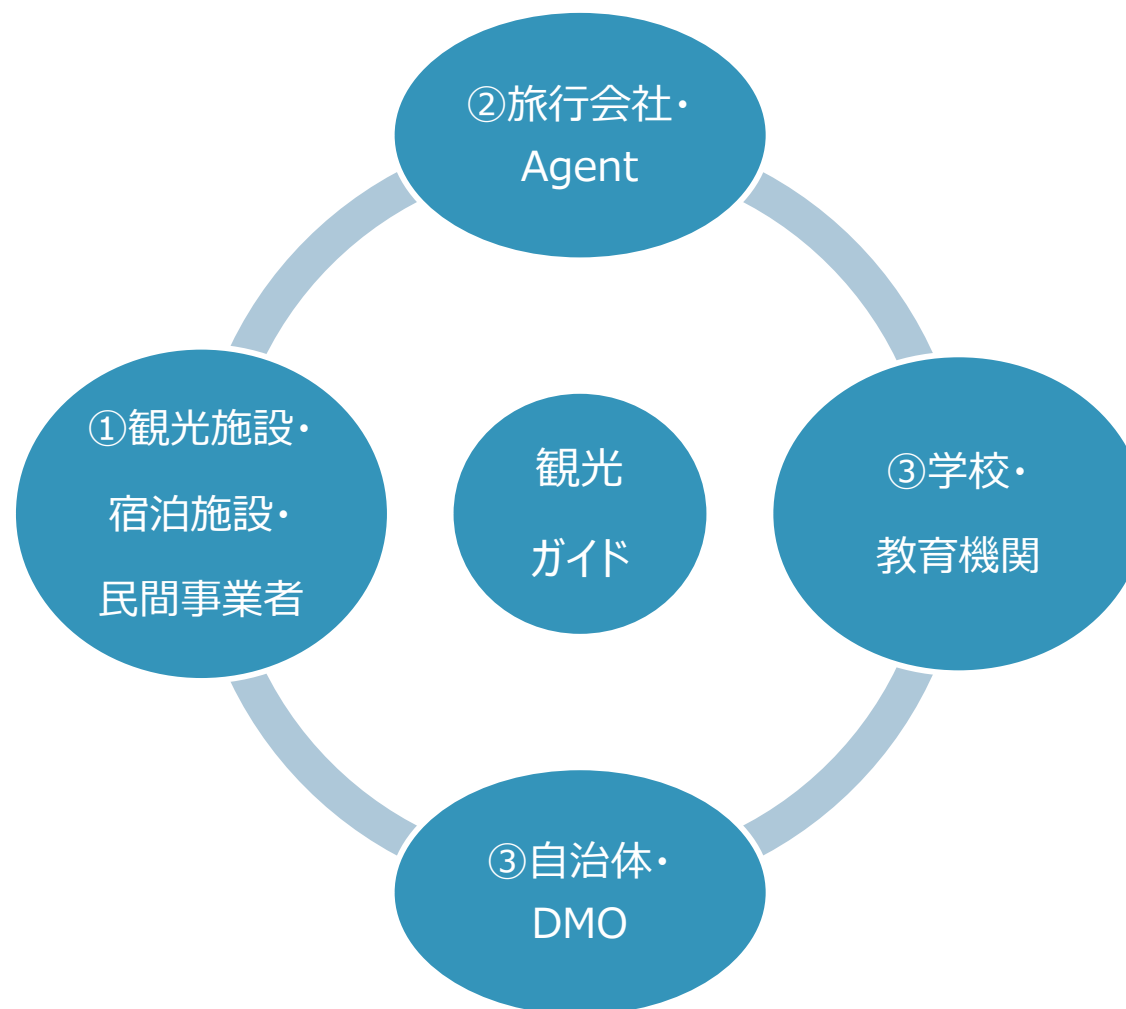 ②旅行会社・
Agent
①観光施設・
宿泊施設・
民間事業者
観光
ガイド
③学校・
教育機関
③自治体・
DMO